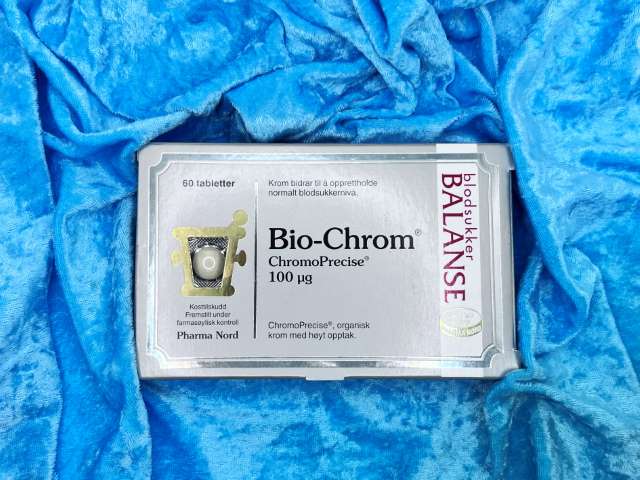 60 tabletter
Krom bidrar til å opprettholde
normalt blodsukkernivå.
Bio-Chrom®
ChromoPrecise®
100 µg
Kosttilskudd
Fremstilt under
farmasøytisk kontroll
Pharma Nord
ChromoPrecise®, organisk
krom med høyt opptak.
blodsukker
BALANSE